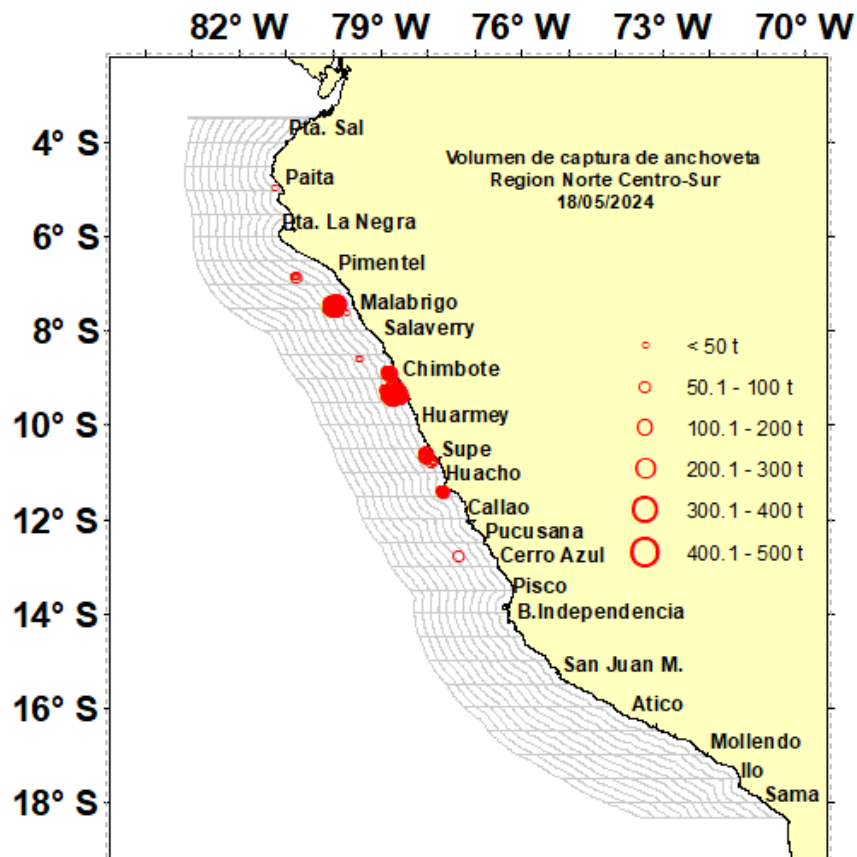 82° W 79° W 76° W 73° W 70° W
4° S
6° S
8° S
10° S
12° S
14° S
16° S
18° S
Volumen de captura de anchoveta
Region Norte Centro-Sur
18/05/2024
Pta. Sal
Paita
Pta. La Negra
Pimentel
Malabrigo
Salaverry
Chimbote
Huarmey
Supe
Huacho
Callao
Pucusana
Cerro Azul
Pisco
B.Independencia
San Juan M.
Atico
Mollendo
Ilo
Sama
< 50 t
50.1 - 100 t
100.1 - 200 t
200.1 - 300 t
300.1 - 400 t
400.1 - 500 t